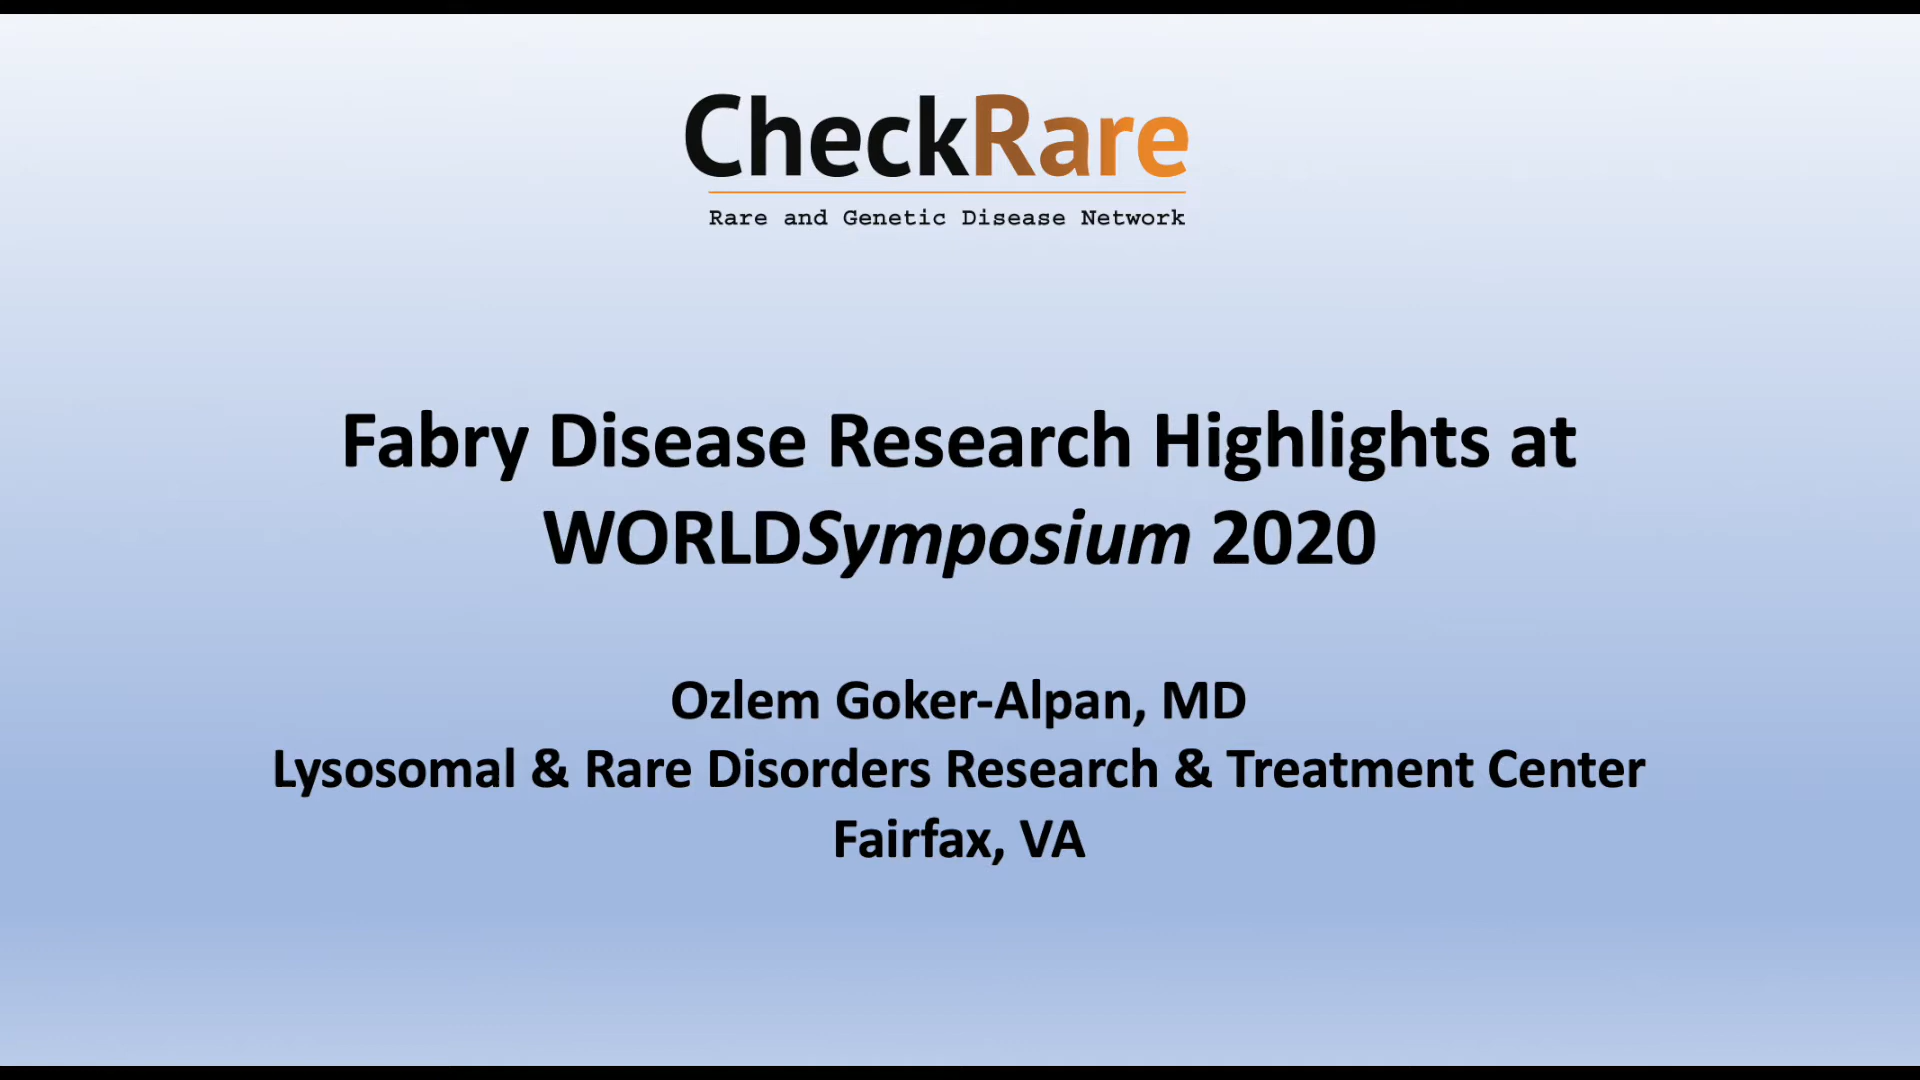 CheckRare
Rare and Genetic Disease Network
Fabry Disease Research Highlights at
WORLDSymposium 2020
Ozlem Goker-Alpan, MD
Lysosomal & Rare Disorders Research & Treatment Center
Fairfax, VA